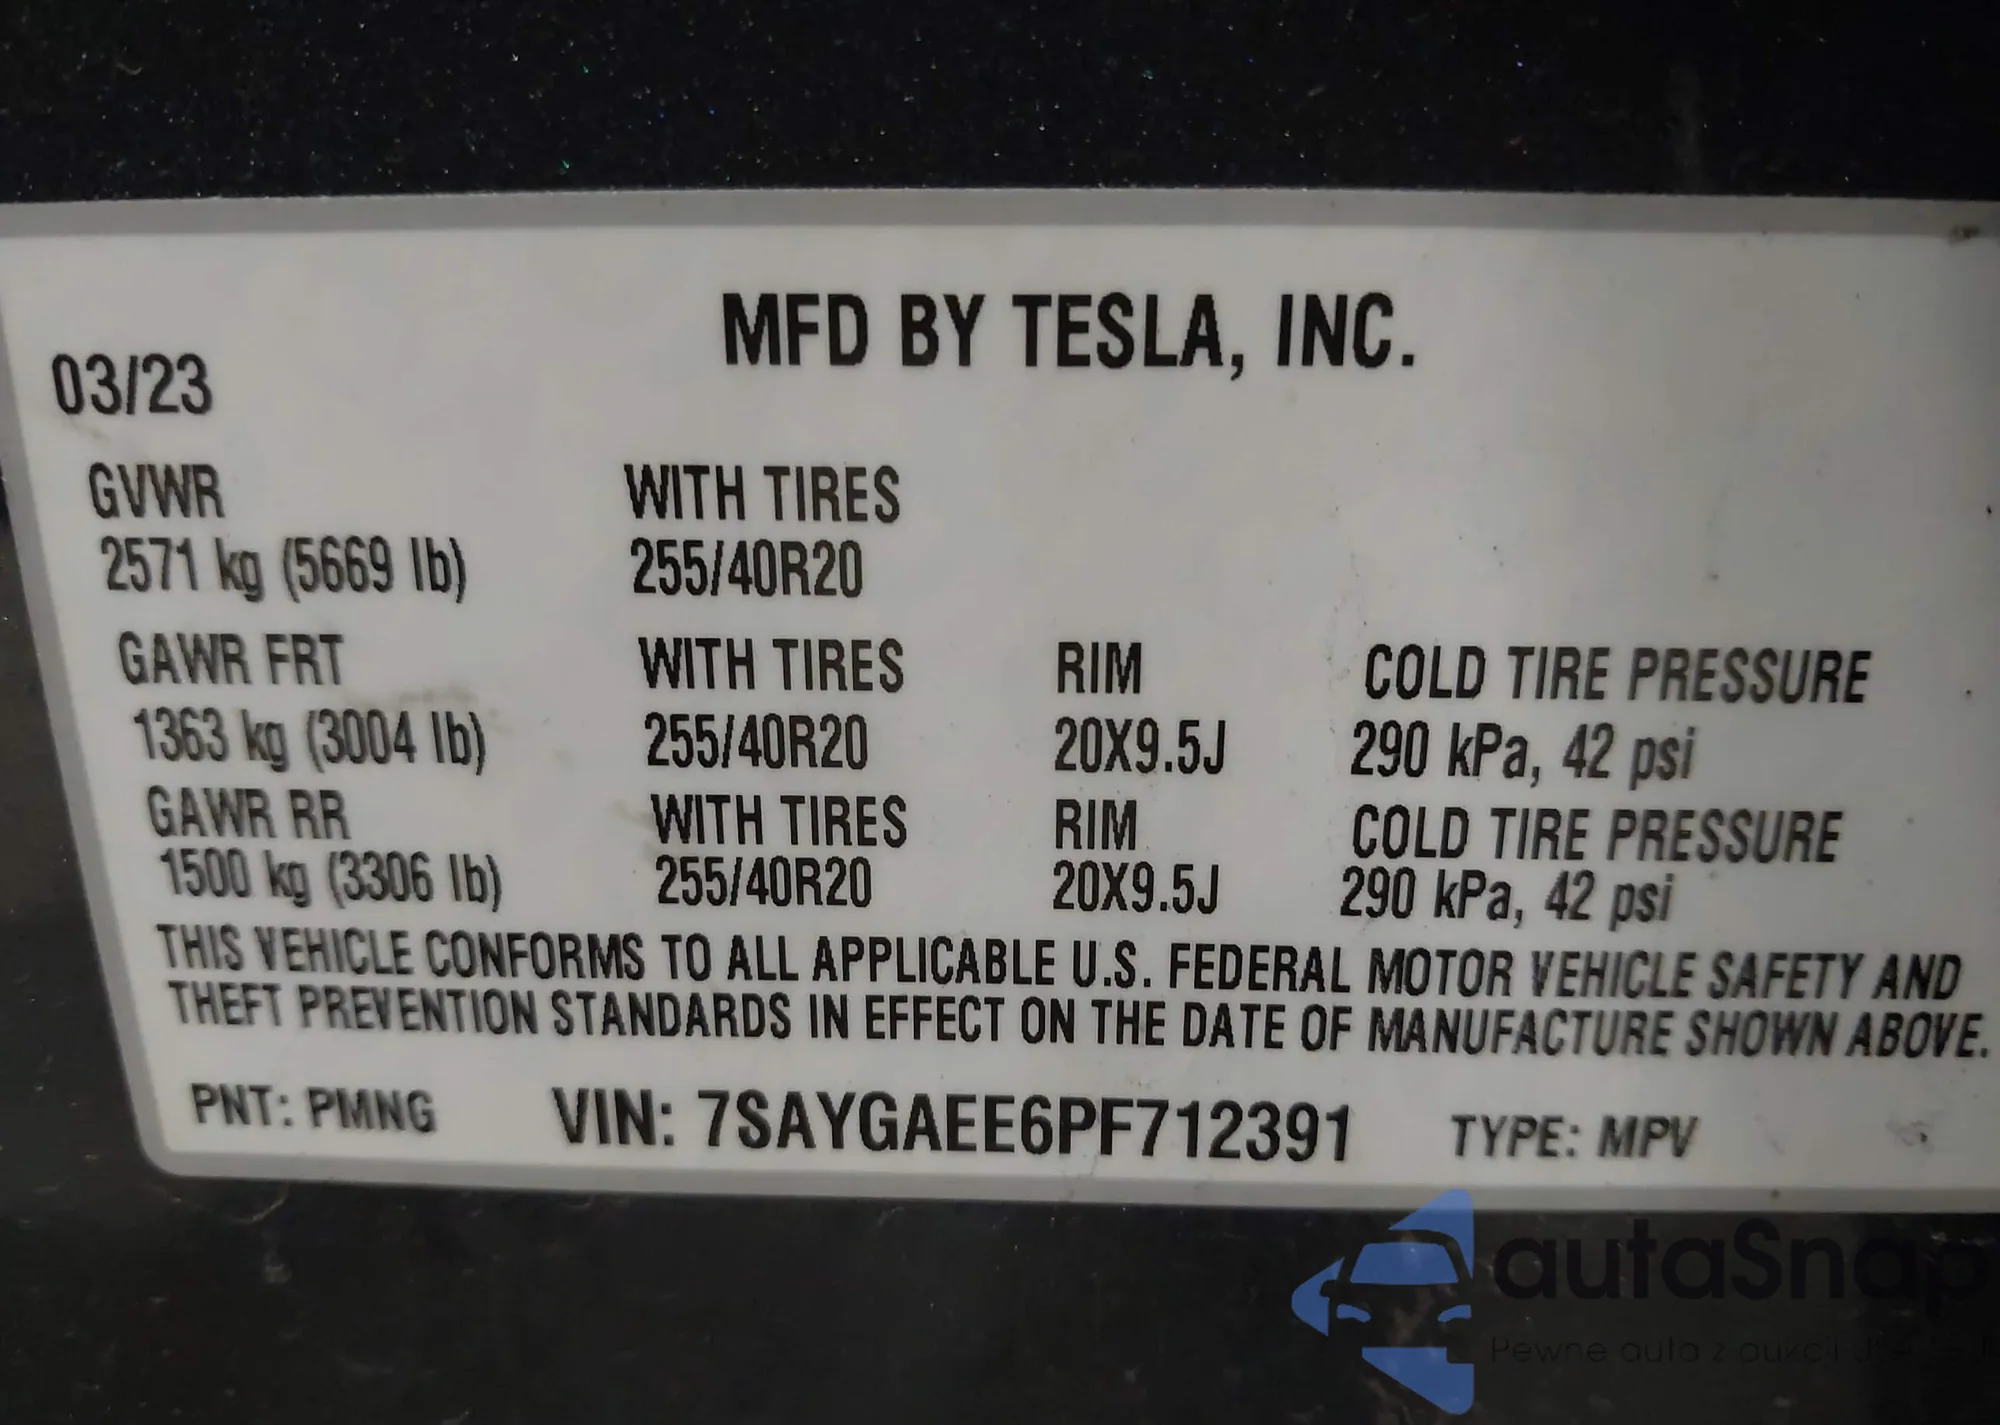 MFD BY TESLA, INC.
03/23
GVWR WITH TIRES
2571 kg (5669 lb) 255/40R20
GAWR FRT WITH TIRES RIM COLD TIRE PRESSURE
1363 kg (3004 lb) 255/40R20 20X9.5J 290 kPa, 42 psi
GAWR RR WITH TIRES RIM COLD TIRE PRESSURE
1500 kg (3306 lb) 255/40R20 20X9.5J 290 kPa, 42 psi
THIS VEHICLE CONFORMS TO ALL APPLICABLE U.S. FEDERAL MOTOR VEHICLE SAFETY AND
THEFT PREVENTION STANDARDS IN EFFECT ON THE DATE OF MANUFACTURE SHOWN ABOVE.
PNT: PMNG VIN: 7SAYGAEE6PF712391 TYPE: MPV
autaSnap
Pewne auta z aukcji